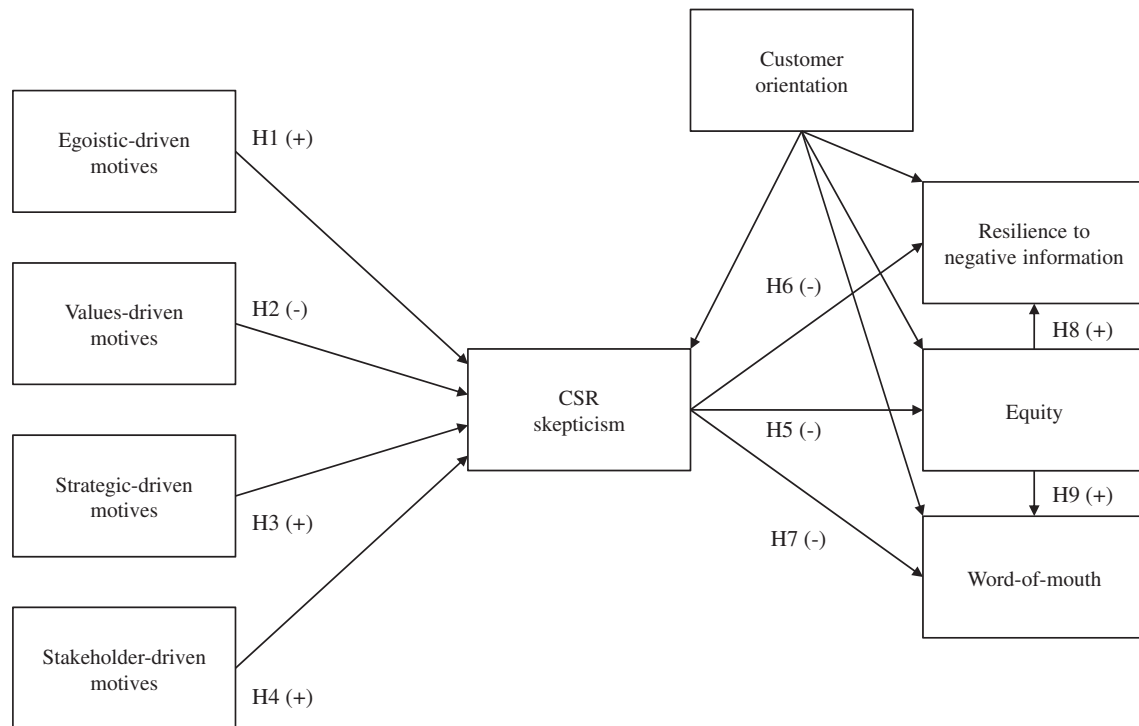 Customer
orientation
Egoistic-driven
motives
H1 (+)
Resilience to
negative information
Values-driven
motives
H2 (-)
H6 (-)
H8 (+)
CSR
skepticism
Equity
H5 (-)
Strategic-driven
motives
H3 (+)
H9 (+)
H7 (-)
Word-of-mouth
Stakeholder-driven
motives
H4 (+)